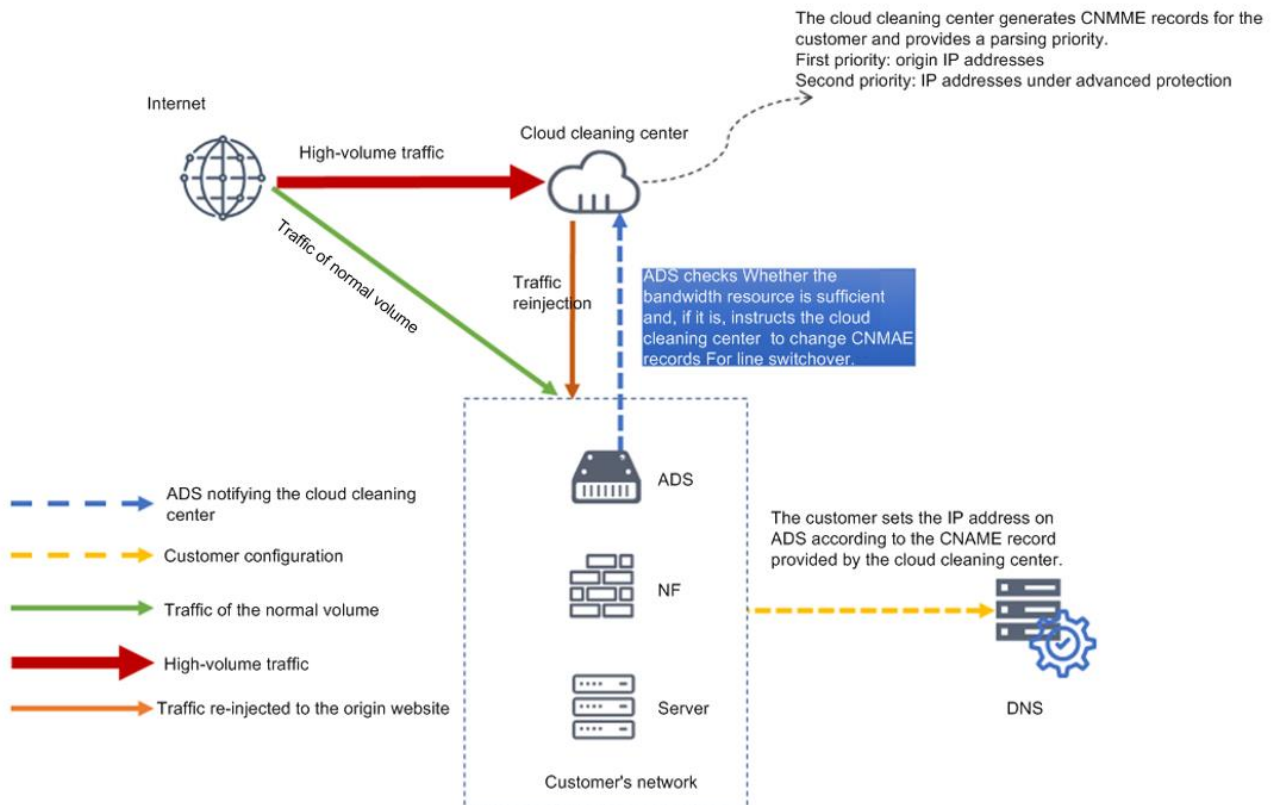 The cloud cleaning center generates CNMME records for the
customer and provides a parsing priority.
First priority: origin IP addresses
Second priority: IP addresses under advanced protection
Internet
Cloud cleaning center
High-volume traffic
Traffic of normal volume
Traffic
reinjection
ADS checks Whether the
bandwidth resource is sufficient
and, if it is, instructs the cloud
cleaning center to change CNMAE
records For line switchover.
ADS
ADS notifying the cloud cleaning
center
The customer sets the IP address on
ADS according to the CNAME record
provided by the cloud cleaning center.
Customer configuration
NF
Traffic of the normal volume
High-volume traffic
Traffic re-injected to the origin website
Server
DNS
Customer's network